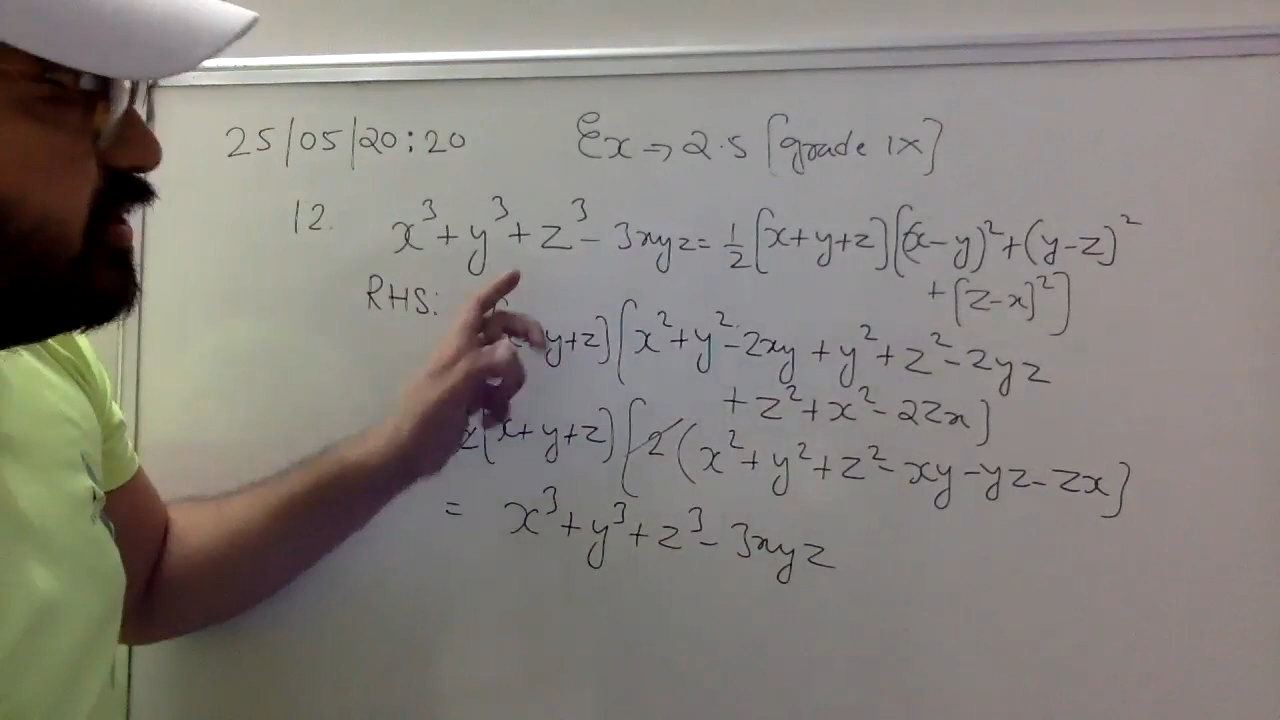 25/05/20:20 Ex → 2.5 [grade IX]
12. x³ + y³ + z³ - 3xyz = 1/2 [x+y+z] [(x-y)² + (y-z)²
+ [z-x]²]
RHS: y+z] [x² + y² - 2xy + y² + z² - 2yz
+ z² + x² - 2zx]
[x+y+z] [2 (x² + y² + z² - xy - yz - zx]
= x³ + y³ + z³ - 3xyz